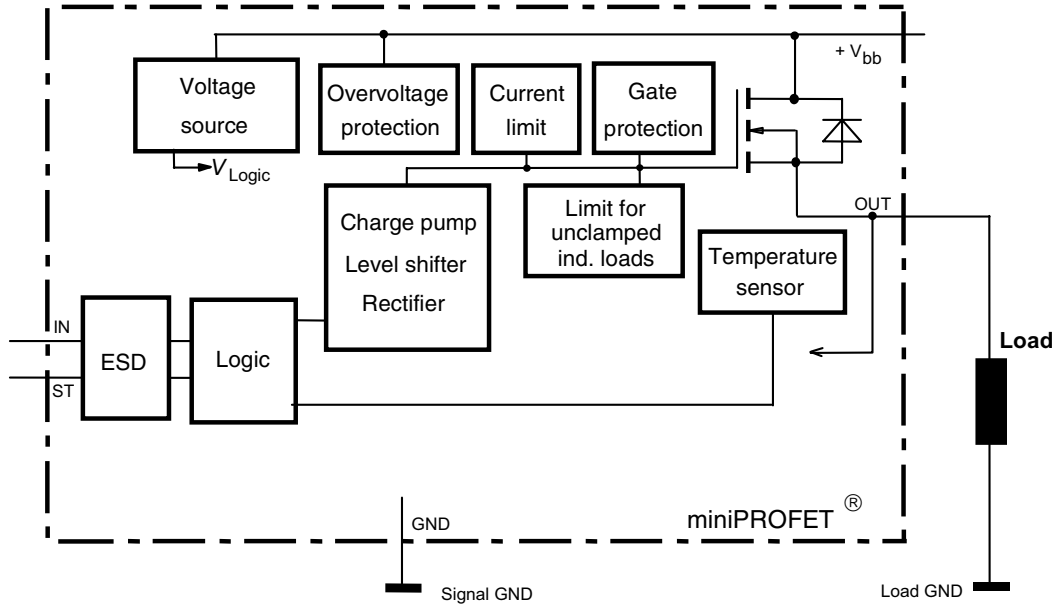 + V bb
Voltage
source
Overvoltage
protection
Current
limit
Gate
protection
V Logic
Charge pump
Level shifter
Rectifier
Limit for
unclamped
ind. loads
OUT
Temperature
sensor
IN
ESD
Logic
ST
Load
GND
miniPROFET ®
Signal GND
Load GND